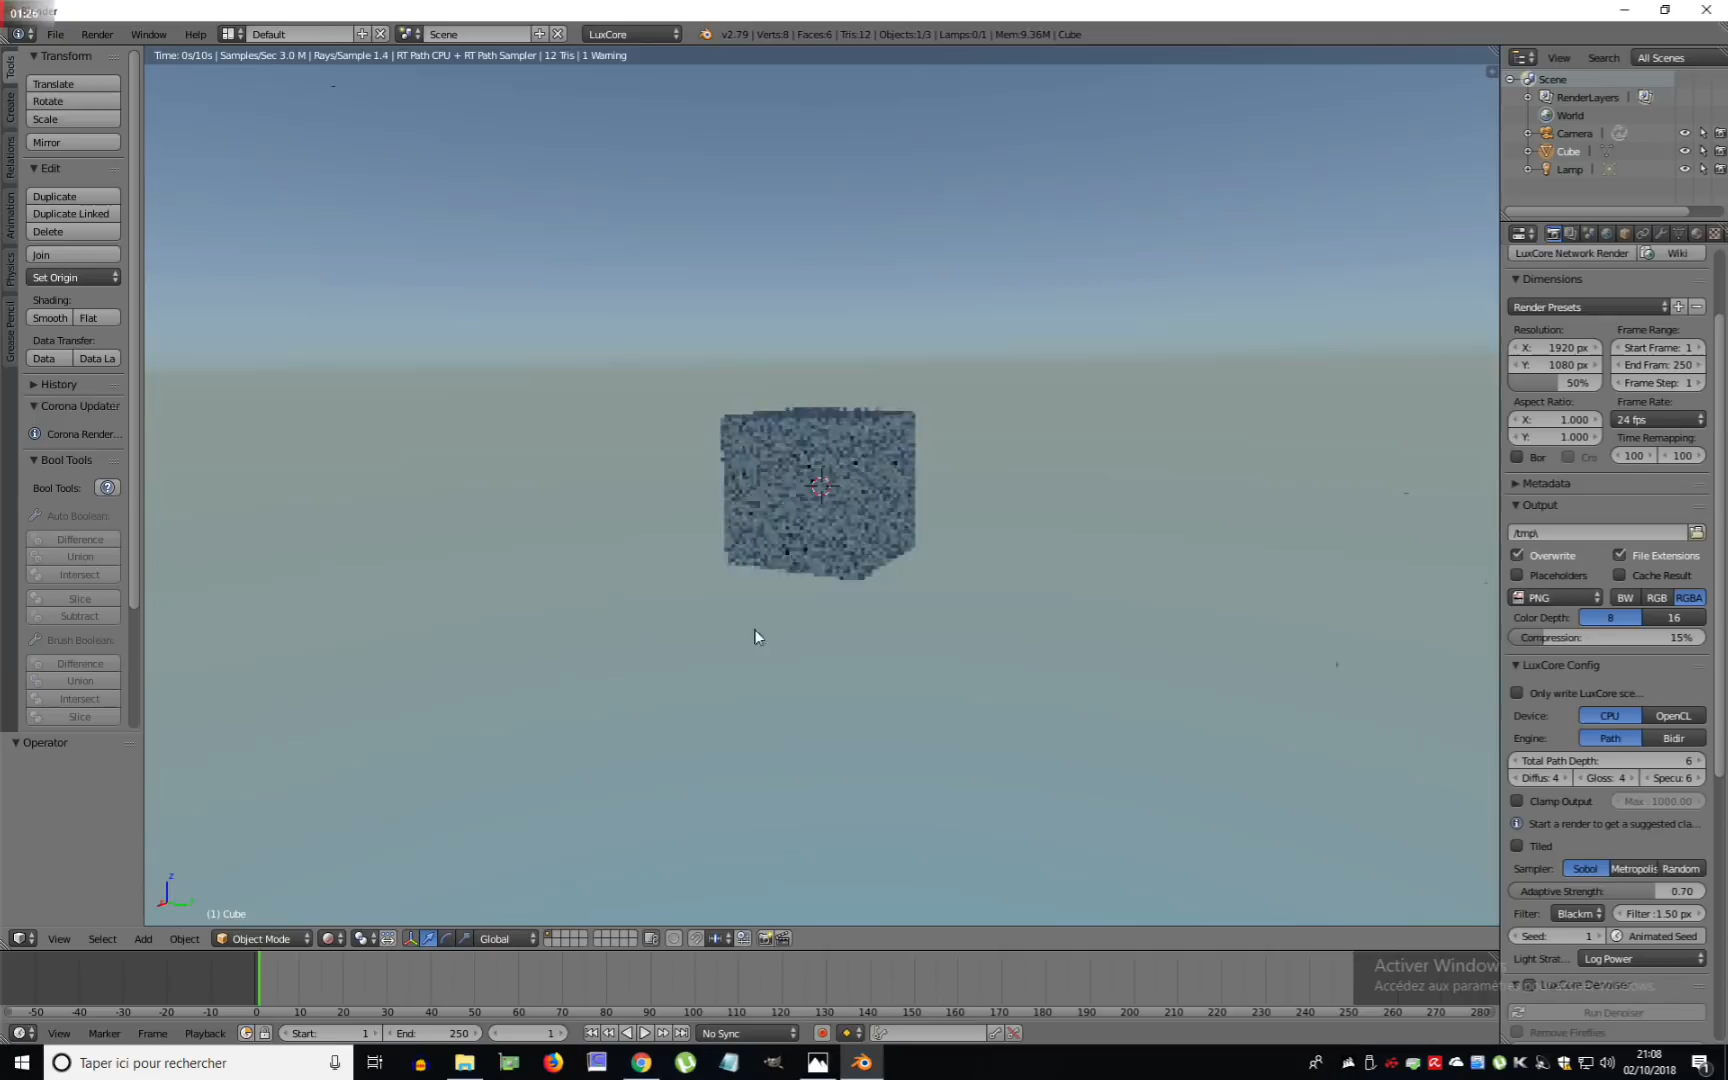 01:26
File Render Window Help Default Scene LuxCore v2.79 | Verts:8 | Faces:6 | Tris:12 | Objects:1/3 | Lamps:0/1 | Mem:9.36M | Cube
Time: 0s/10s | Samples/Sec 3.0 M | Rays/Sample 1.4 | RT Path CPU + RT Path Sampler | 12 Tris | 1 Warning
Tools
Create
Relations
Animation
Physics
Grease Pencil
Transform
Translate
Rotate
Scale
Mirror
Edit
Duplicate
Duplicate Linked
Delete
Join
Set Origin
Shading:
Smooth Flat
Data Transfer:
Data Data La
History
Corona Updater
Corona Render...
Bool Tools
Bool Tools:
Auto Boolean:
Difference
Union
Intersect
Slice
Subtract
Brush Boolean:
Difference
Union
Intersect
Slice
Operator
z
(1) Cube
View Search All Scenes
Scene
RenderLayers
World
Camera
Cube
Lamp
LuxCore Network Render Wiki
Dimensions
Render Presets
Resolution: Frame Range:
X: 1920 px Start Frame: 1
Y: 1080 px End Fram: 250
50% Frame Step: 1
Aspect Ratio: Frame Rate:
X: 1.000 24 fps
Y: 1.000 Time Remapping:
Bor Cro 100 100
Metadata
Output
/tmp\
Overwrite File Extensions
Placeholders Cache Result
PNG BW RGB RGBA
Color Depth: 8 16
Compression: 15%
LuxCore Config
Only write LuxCore sce...
Device: CPU OpenCL
Engine: Path Bidir
Total Path Depth: 6
Diffus: 4 Gloss: 4 Specu: 6
Clamp Output Max : 1000.00
Start a render to get a suggested cla...
Tiled
Sampler: Sobol Metropolis Random
Adaptive Strength: 0.70
Filter: Blackm Filter :1.50 px
Seed: 1 Animated Seed
Light Strat... Log Power
LuxCore Denoiser
Run Denoiser
Remove Fireflies
Activer Windows
Accédez aux paramètres
View Select Add Object Object Mode Global
-50 -40 -30 -20 -10 0 10 20 30 40 50 60 70 80 90 100 110 120 130 140 150 160 170 180 190 200 210 220 230 240 250 260 270 280
View Marker Frame Playback Start: 1 End: 250 1 No Sync
Taper ici pour rechercher
21:08
02/10/2018